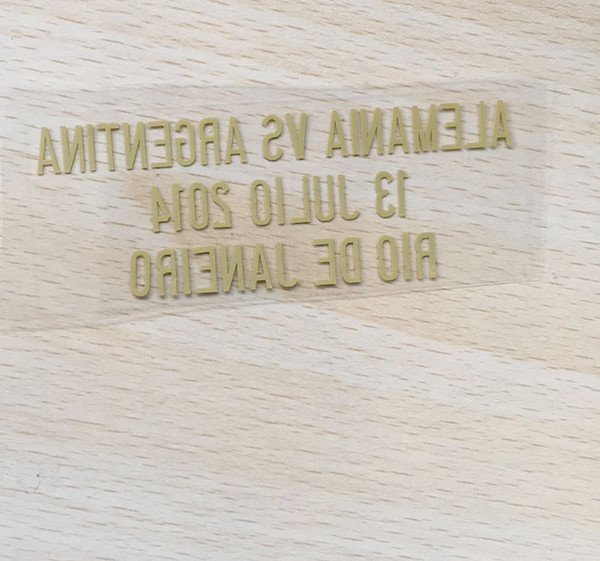 ALEMANIA VS ARGENTINA
13 JULIO 2014
RIO DE JANEIRO